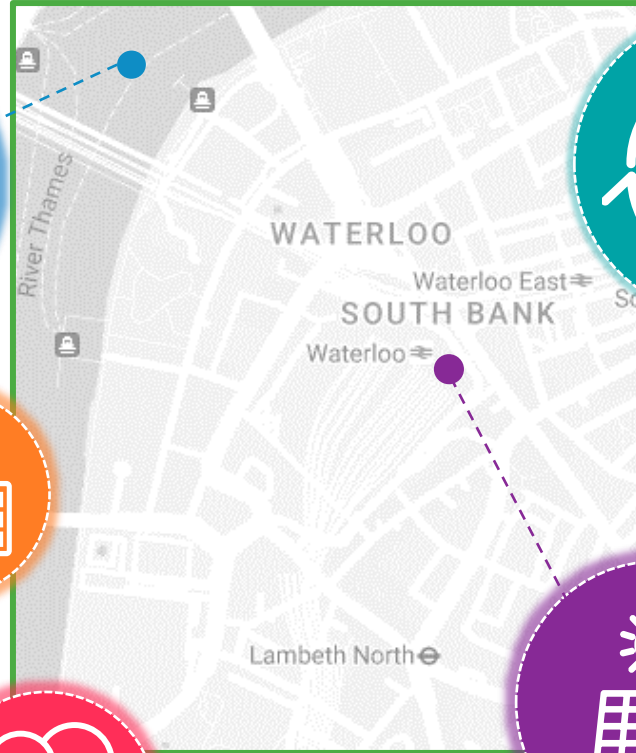 River Thames
WATERLOO
Waterloo East
SOUTH BANK
Waterloo
Lambeth North